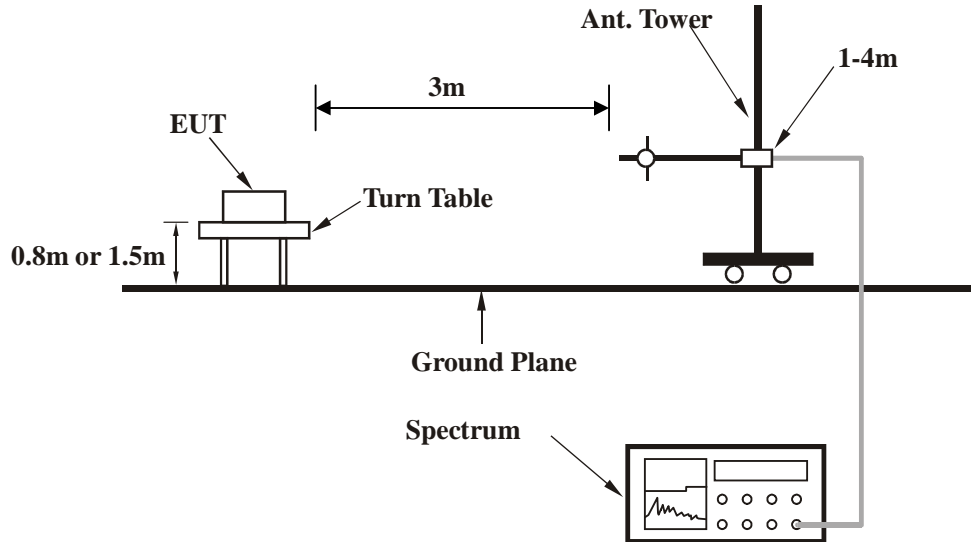 Ant. Tower
1-4m
3m
EUT
Turn Table
0.8m or 1.5m
Ground Plane
Spectrum